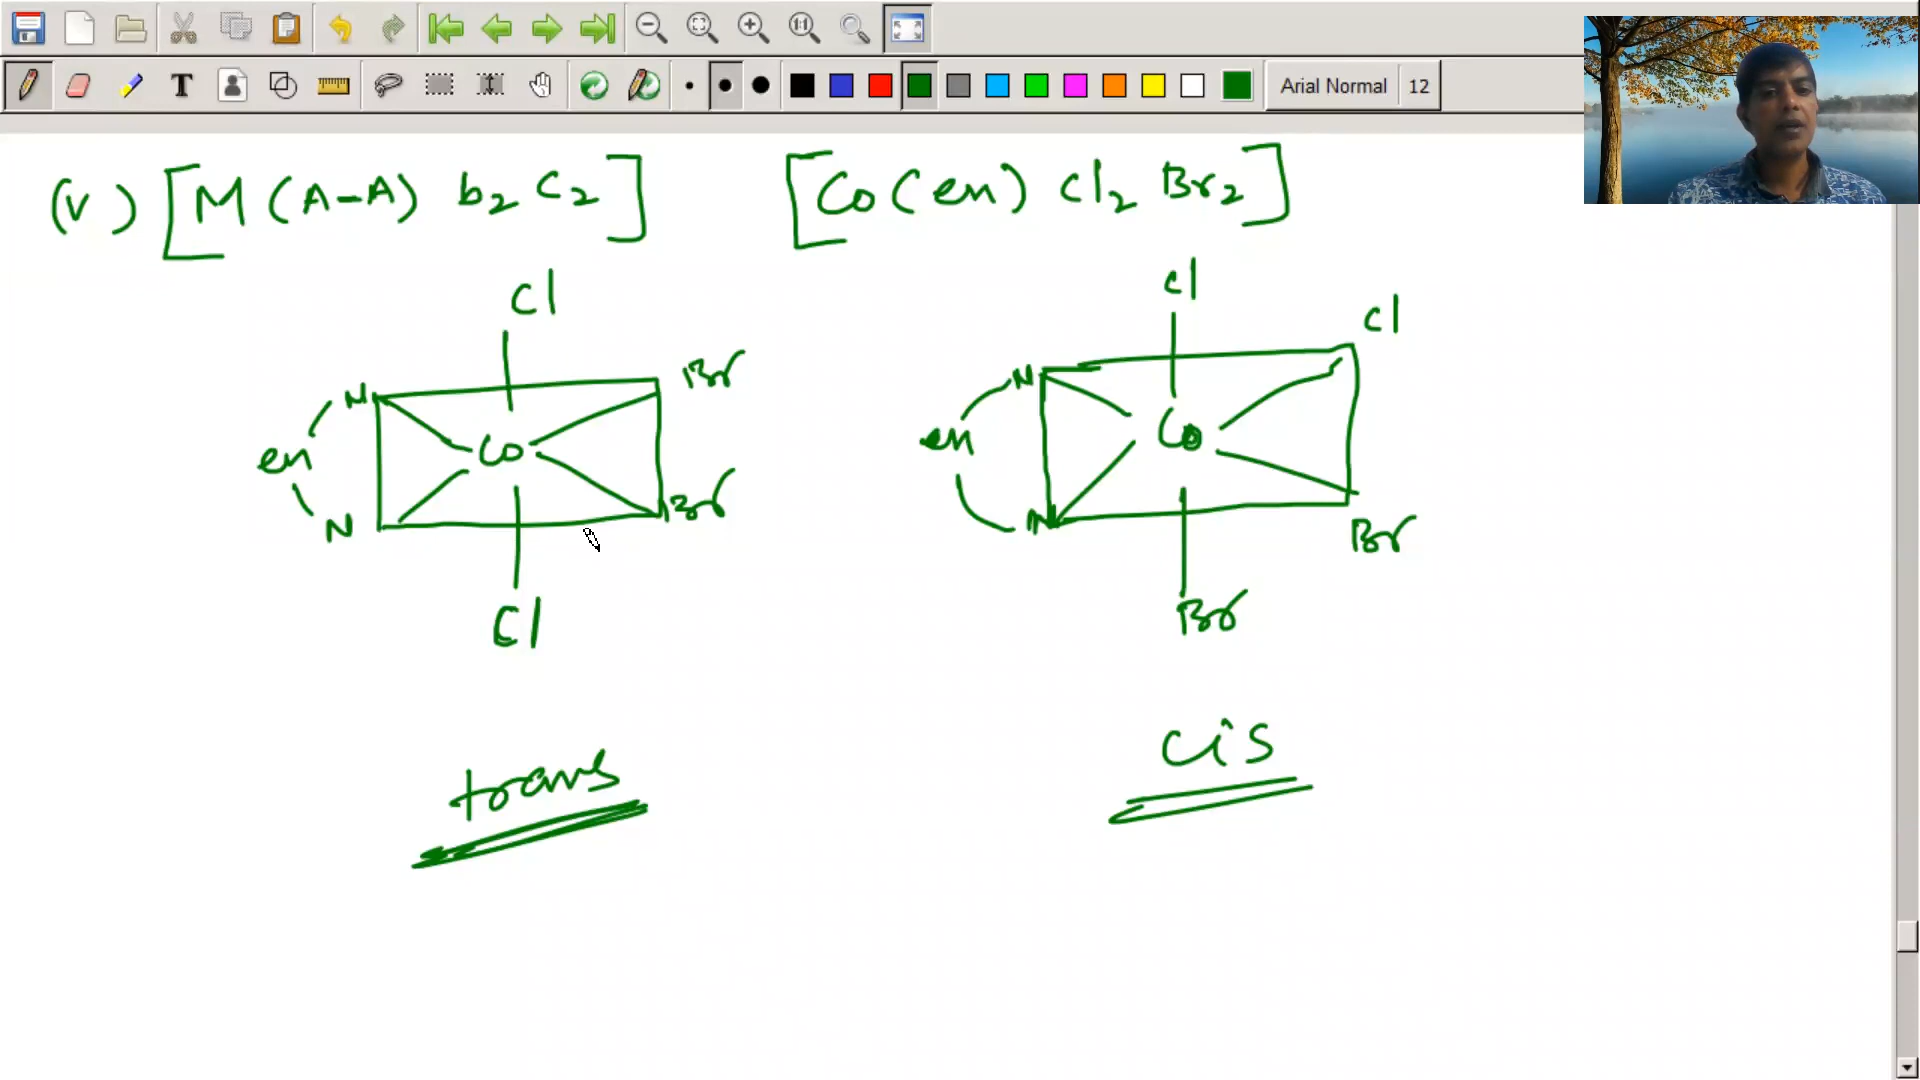 Arial Normal 12
(v) [M (A-A) b₂ C₂] [Co(en) Cl₂ Br₂]
Cl Cl
Cl
N Br N
en Co en Co
N Br N Br
Cl Br
trans cis